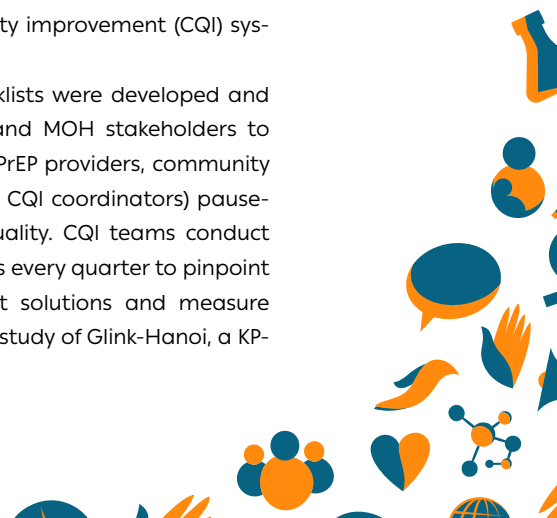 ty improvement (CQI) sys-
klists were developed and
and MOH stakeholders to
PrEP providers, community
CQI coordinators) pause-
uality. CQI teams conduct
s every quarter to pinpoint
t solutions and measure
study of Glink-Hanoi, a KP-